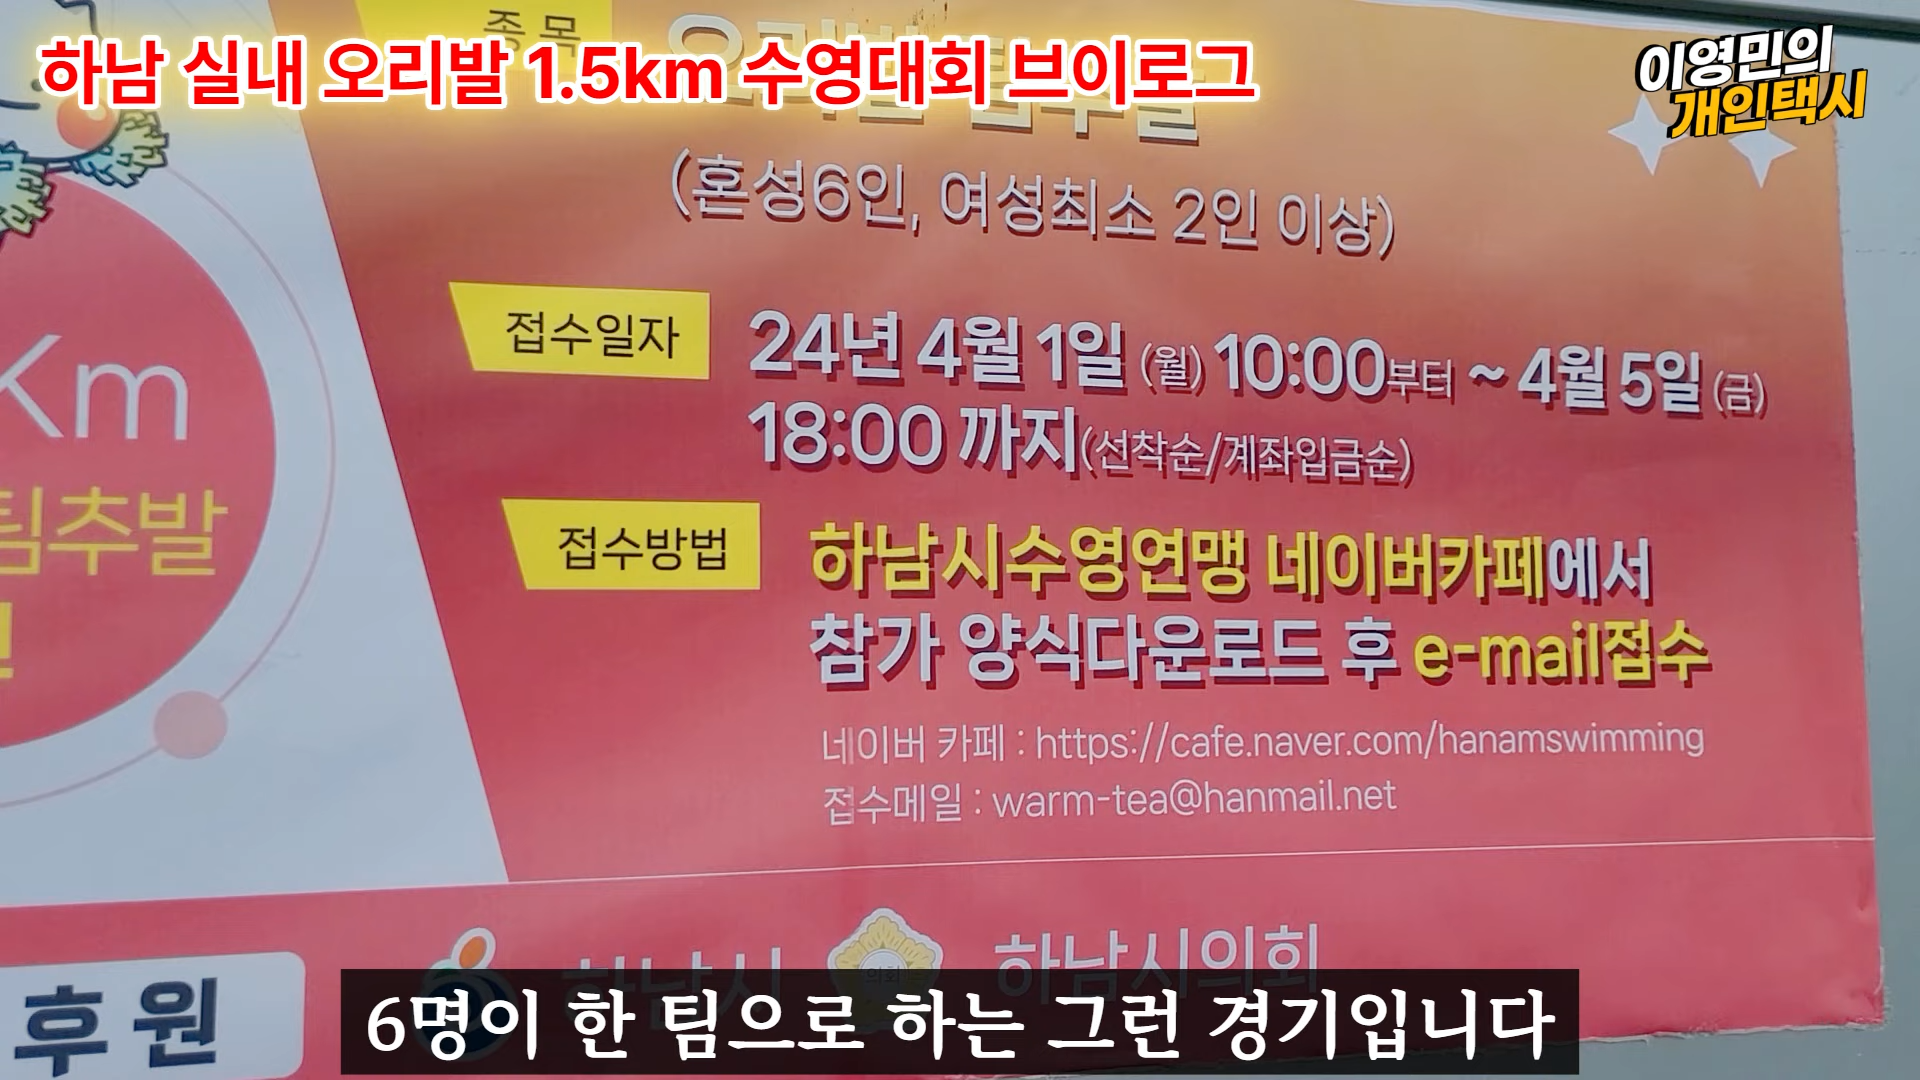 하남 실내 오리발 1.5km 수영대회 브이로그
이영민의
개인택시
종목
오리발 팀추발
(혼성6인, 여성최소 2인 이상)
접수일자
24년 4월 1일 (월) 10:00부터 ~ 4월 5일 (금)
18:00 까지(선착순/계좌입금순)
Km
팀추발
접수방법
하남시수영연맹 네이버카페에서
참가 양식다운로드 후 e-mail접수
네이버 카페 : https://cafe.naver.com/hanamswimming
접수메일 : warm-tea@hanmail.net
후원
하남시
의회
하남시의회
6명이 한 팀으로 하는 그런 경기입니다